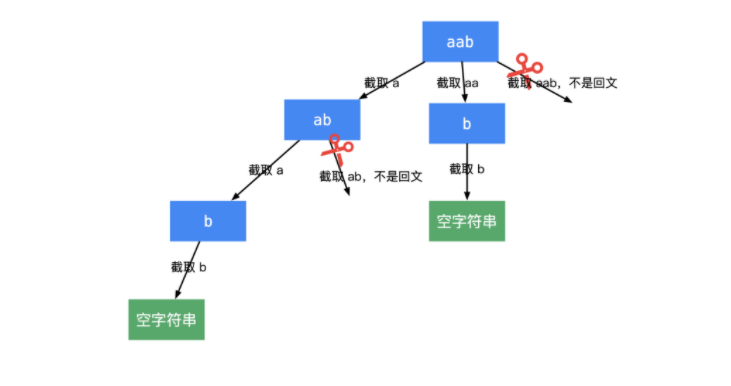 aab
截取 a
截取 aa
截取 aab，不是回文
ab
b
截取 a
截取 ab，不是回文
截取 b
b
空字符串
截取 b
空字符串